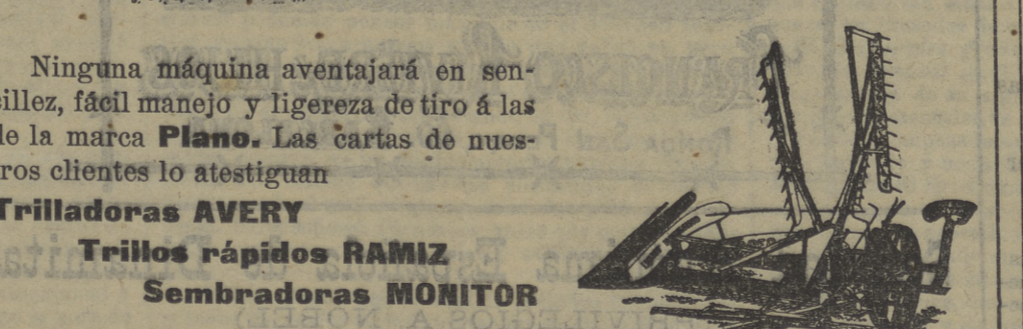 Ninguna máquina aventajará en sen-
cillez, fácil manejo y ligereza de tiro á las
de la marca Plano. Las cartas de nues-
tros clientes lo atestiguan
Trilladoras AVERY
Trillos rápidos RAMIZ
Sembradoras MONITOR